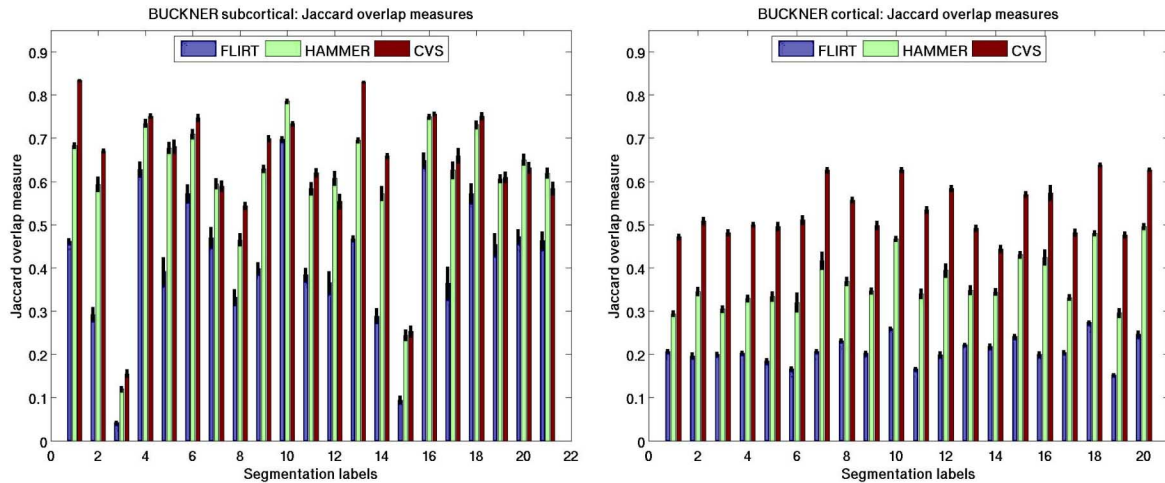 BUCKNER subcortical: Jaccard overlap measures
FLIRT HAMMER CVS
Jaccard overlap measure
0.9
0.8
0.7
0.6
0.5
0.4
0.3
0.2
0.1
0
0 2 4 6 8 10 12 14 16 18 20 22
Segmentation labels
BUCKNER cortical: Jaccard overlap measures
FLIRT HAMMER CVS
Jaccard overlap measure
0.9
0.8
0.7
0.6
0.5
0.4
0.3
0.2
0.1
0
0 2 4 6 8 10 12 14 16 18 20
Segmentation labels